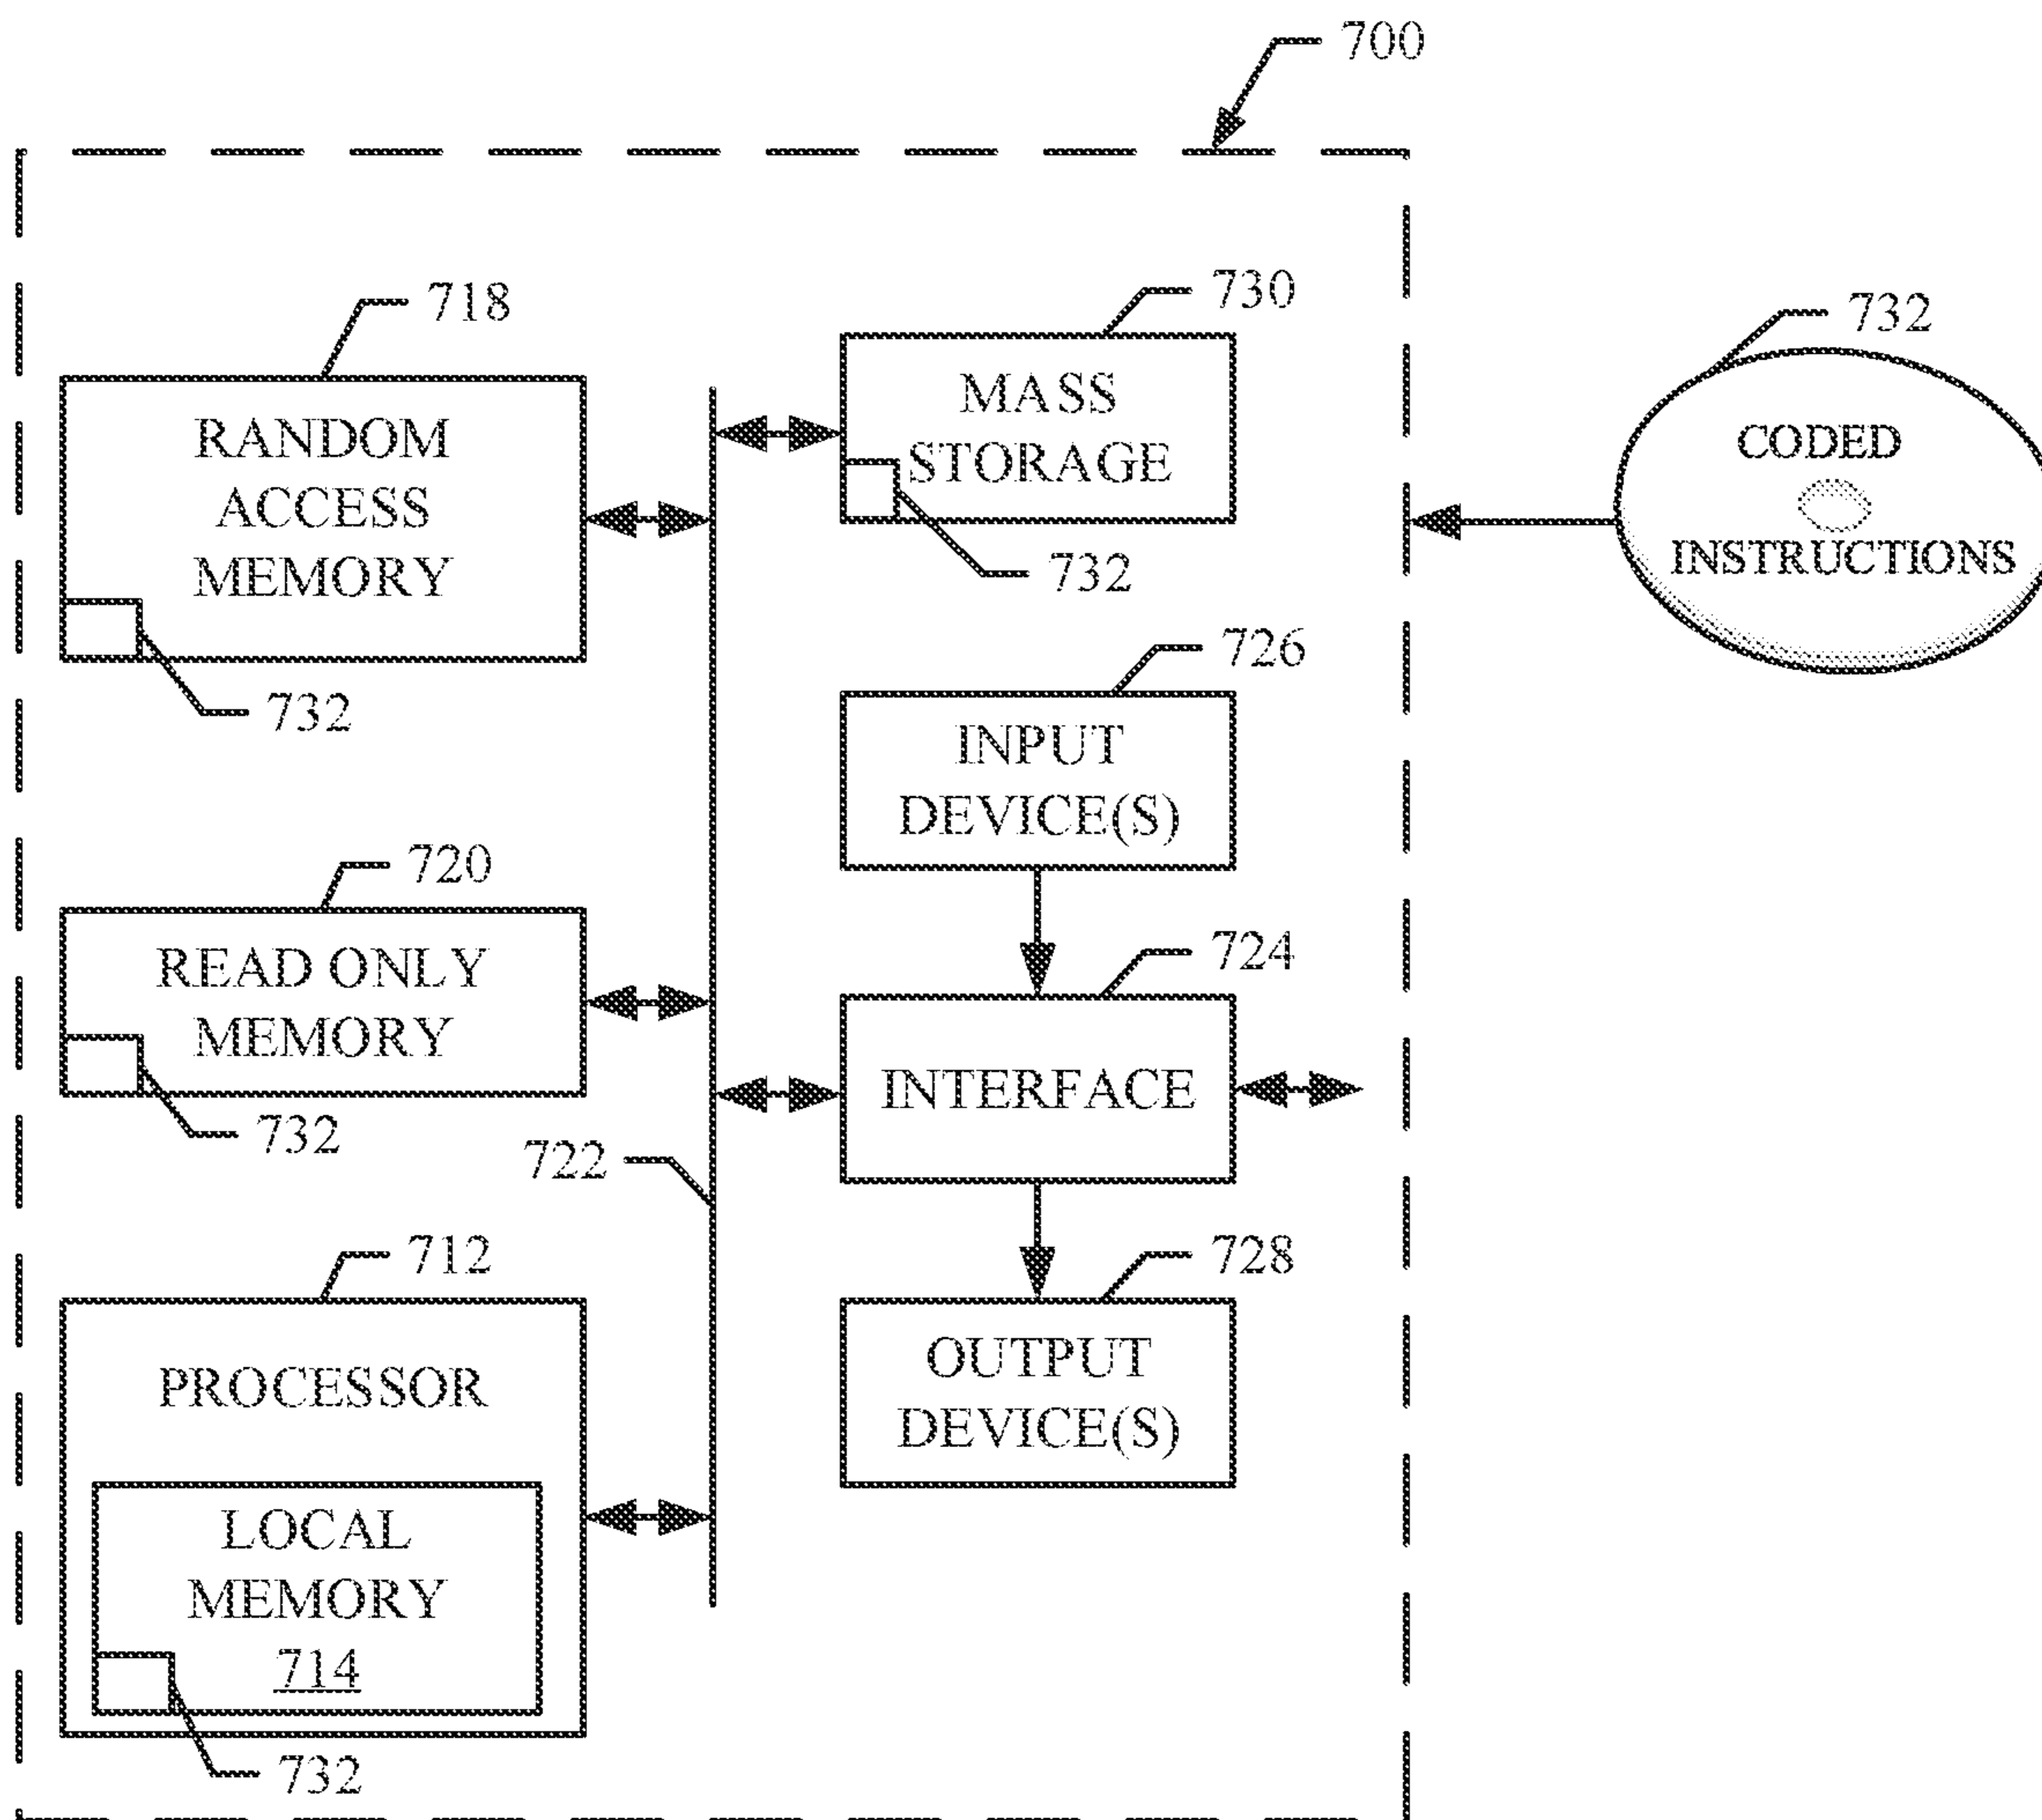 700
718
RANDOM
ACCESS
MEMORY
732
730
MASS
STORAGE
732
732
CODED
INSTRUCTIONS
726
INPUT
DEVICE(S)
720
READ ONLY
MEMORY
732
724
INTERFACE
722
712
PROCESSOR
LOCAL
MEMORY
714
732
728
OUTPUT
DEVICE(S)